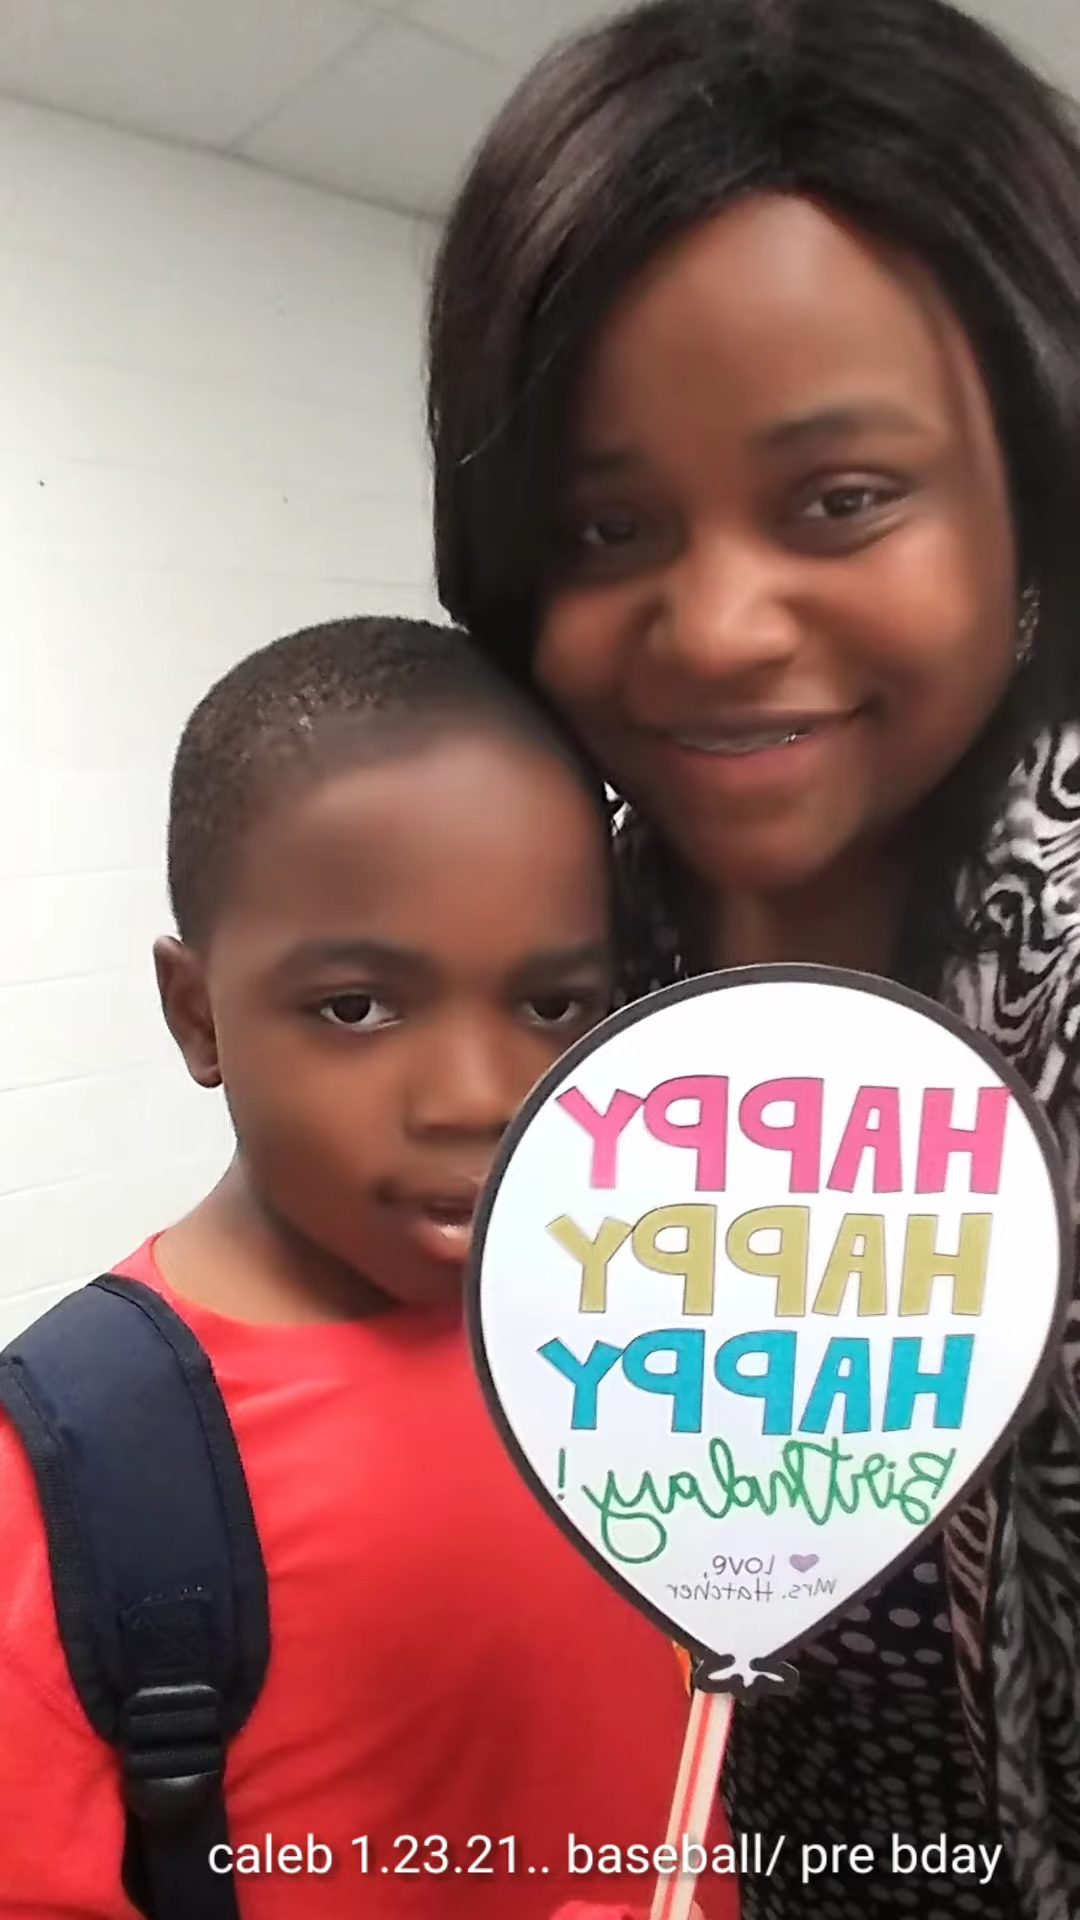 HAPPY
HAPPY
HAPPY
Birthday!
Love,
Mrs. Hatcher
caleb 1.23.21.. baseball/ pre bday